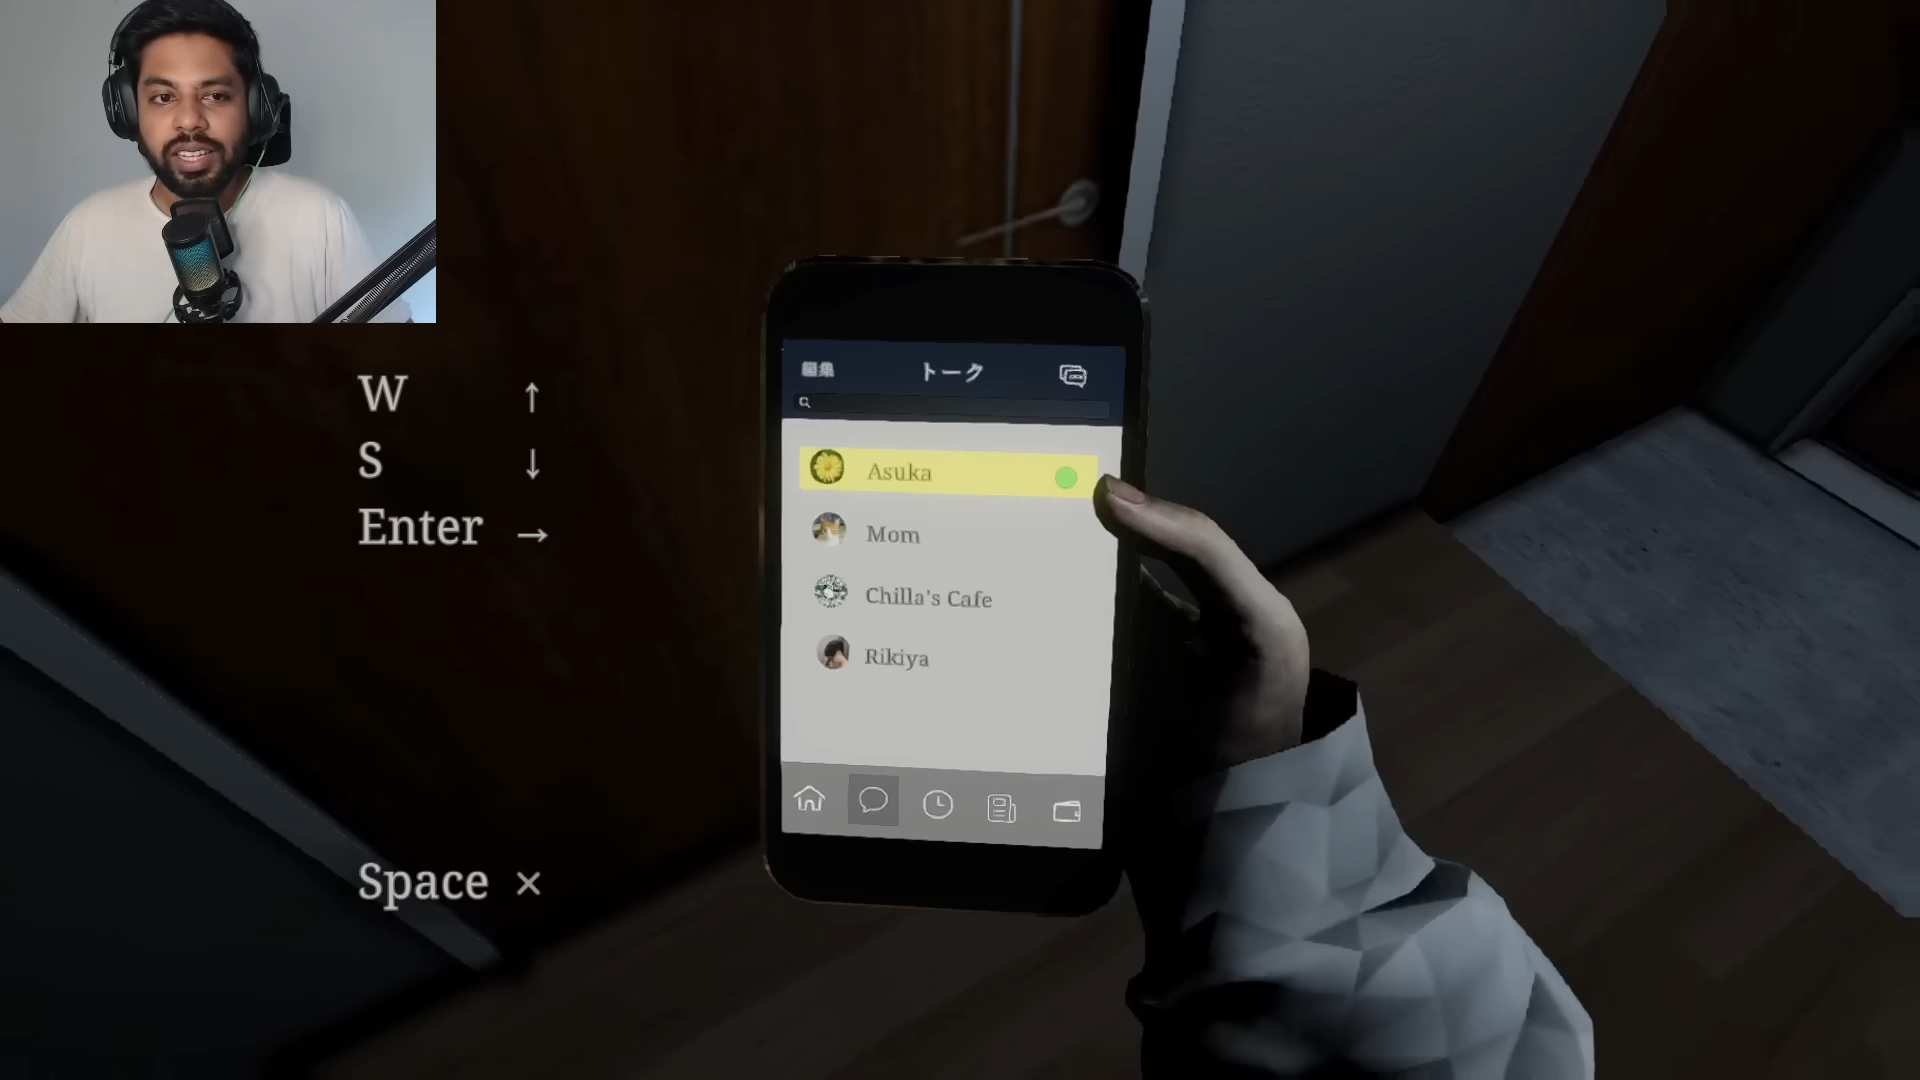 W ↑
S ↓
Enter →
Space ×
編集 トーク
Asuka
Mom
Chilla's Cafe
Rikiya